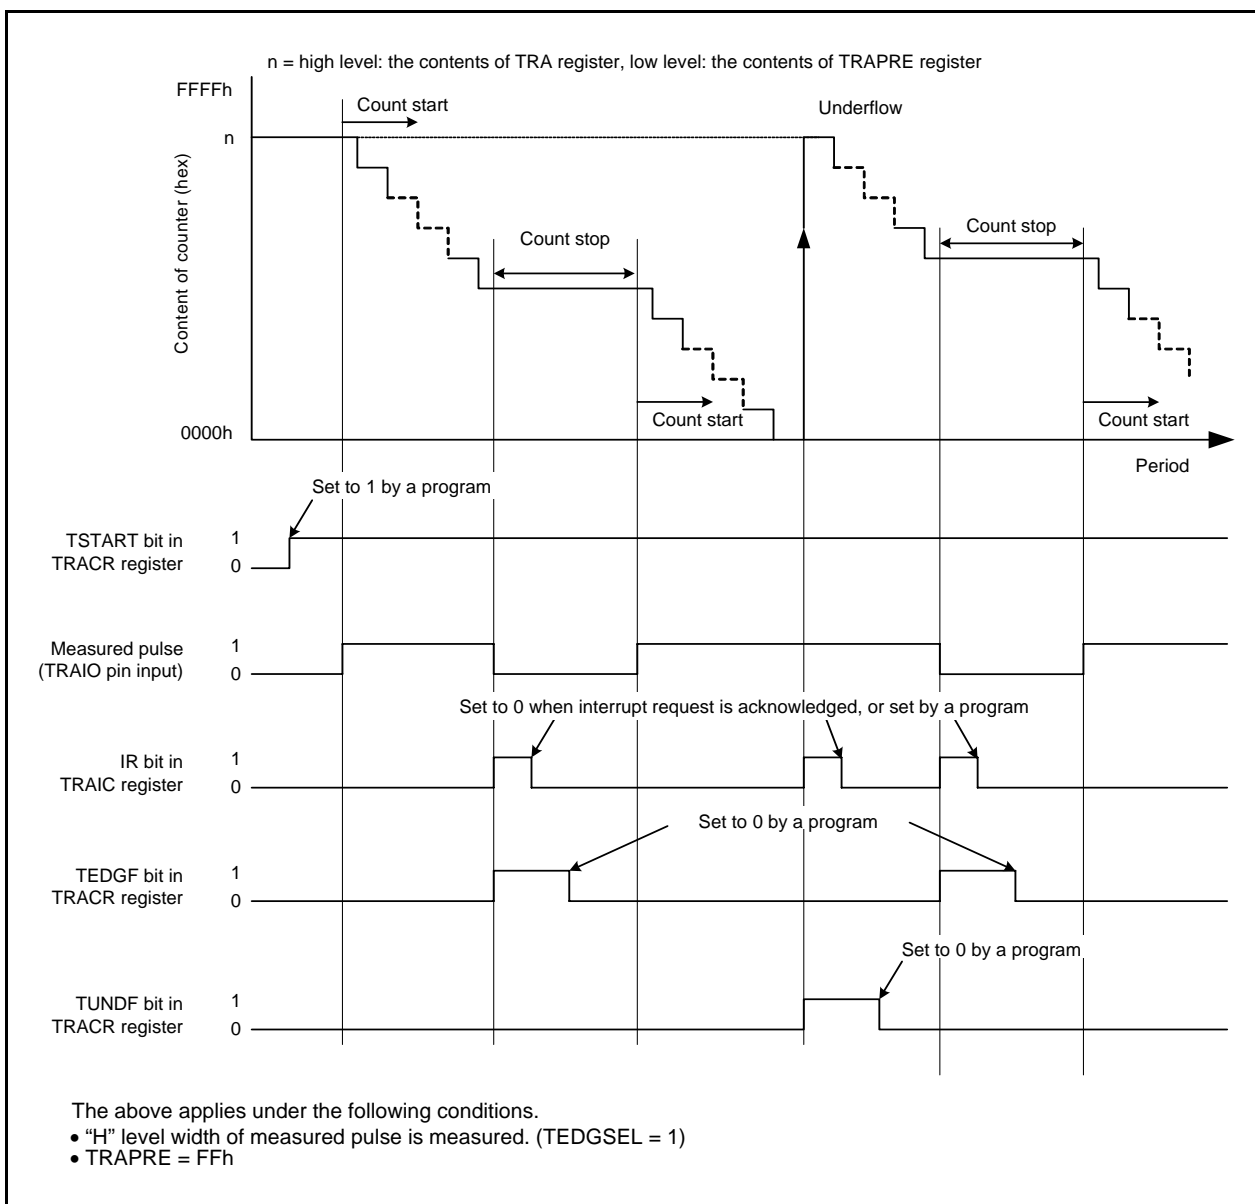 n = high level: the contents of TRA register, low level: the contents of TRAPRE register
FFFFh
Count start
Underflow
n
Content of counter (hex)
Count stop
Count stop
Count start
Count start
0000h
Period
Set to 1 by a program
TSTART bit in
TRACR register
1
0
Measured pulse
(TRAIO pin input)
1
0
Set to 0 when interrupt request is acknowledged, or set by a program
IR bit in
TRAIC register
1
0
Set to 0 by a program
TEDGF bit in
TRACR register
1
0
Set to 0 by a program
TUNDF bit in
TRACR register
1
0
The above applies under the following conditions.
• “H” level width of measured pulse is measured. (TEDGSEL = 1)
• TRAPRE = FFh